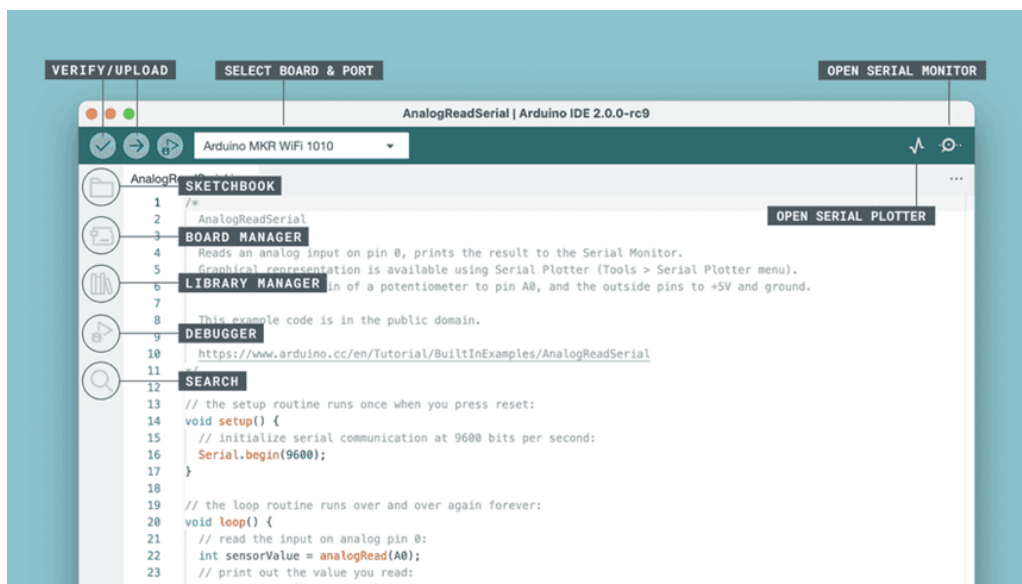 VERIFY/UPLOAD
SELECT BOARD & PORT
OPEN SERIAL MONITOR
AnalogReadSerial | Arduino IDE 2.0.0-rc9
Arduino MKR WiFi 1010
OPEN SERIAL PLOTTER
SKETCHBOOK
BOARD MANAGER
LIBRARY MANAGER
DEBUGGER
SEARCH
1 /*
2 AnalogReadSerial
3
4 Reads an analog input on pin 0, prints the result to the Serial Monitor.
5 Graphical representation is available using Serial Plotter (Tools > Serial Plotter menu).
6 of a potentiometer to pin A0, and the outside pins to +5V and ground.
7
8 This example code is in the public domain.
9
10 https://www.arduino.cc/en/Tutorial/BuiltInExamples/AnalogReadSerial
11 */
12
13 // the setup routine runs once when you press reset:
14 void setup() {
15 // initialize serial communication at 9600 bits per second:
16 Serial.begin(9600);
17 }
18
19 // the loop routine runs over and over again forever:
20 void loop() {
21 // read the input on analog pin 0:
22 int sensorValue = analogRead(A0);
23 // print out the value you read: